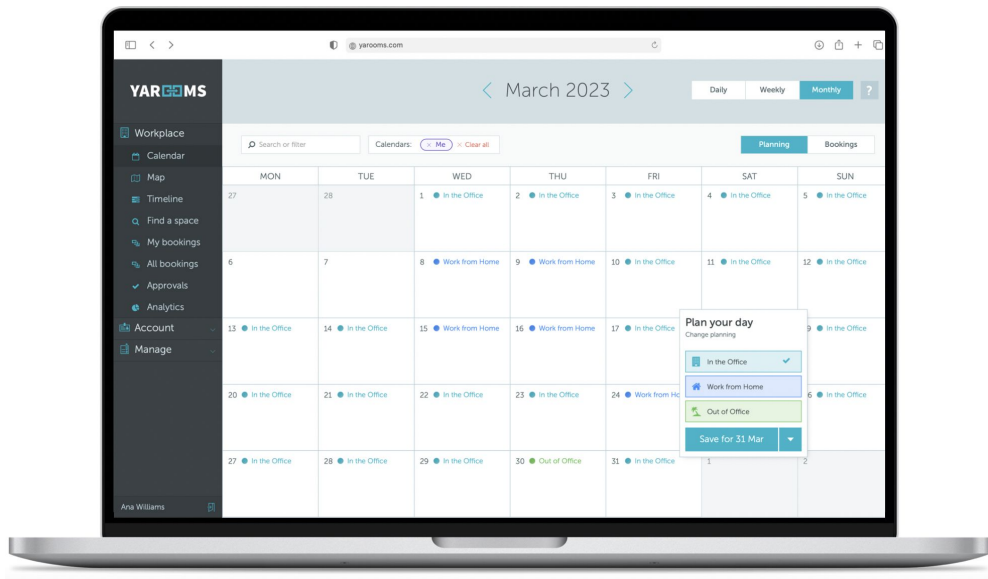 yarooms.com
YAROOMS
March 2023
Daily Weekly Monthly ?
Workplace
Calendar
Map
Timeline
Find a space
My bookings
All bookings
Approvals
Analytics
Account
Manage
Ana Williams
Search or filter
Calendars: × Me × Clear all
Planning Bookings
MON TUE WED THU FRI SAT SUN
27 28 1 In the Office 2 In the Office 3 In the Office 4 In the Office 5 In the Office
6 7 8 Work from Home 9 Work from Home 10 In the Office 11 In the Office 12 In the Office
13 In the Office 14 In the Office 15 Work from Home 16 Work from Home 17 In the Office 9 In the Office
20 In the Office 21 In the Office 22 In the Office 23 In the Office 24 Work from Ho 6 In the Office
27 In the Office 28 In the Office 29 In the Office 30 Out of Office 31 In the Office 1 2
Plan your day
Change planning
In the Office
Work from Home
Out of Office
Save for 31 Mar